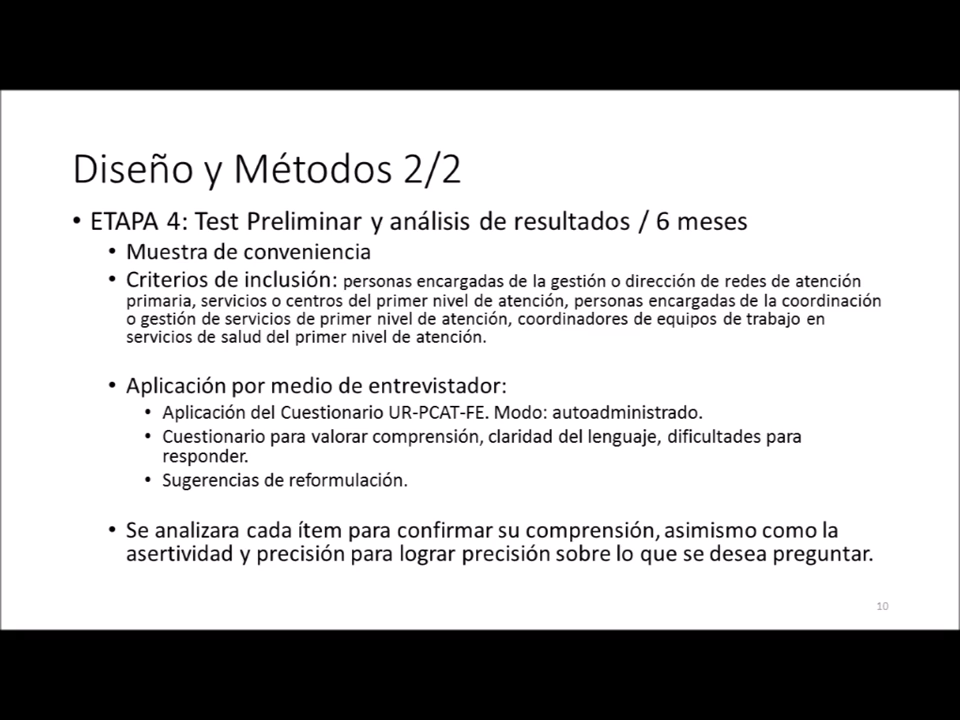 Diseño y Métodos 2/2
• ETAPA 4: Test Preliminar y análisis de resultados / 6 meses
• Muestra de conveniencia
• Criterios de inclusión: personas encargadas de la gestión o dirección de redes de atención
primaria, servicios o centros del primer nivel de atención, personas encargadas de la coordinación
o gestión de servicios de primer nivel de atención, coordinadores de equipos de trabajo en
servicios de salud del primer nivel de atención.
• Aplicación por medio de entrevistador:
• Aplicación del Cuestionario UR-PCAT-FE. Modo: autoadministrado.
• Cuestionario para valorar comprensión, claridad del lenguaje, dificultades para
responder.
• Sugerencias de reformulación.
• Se analizara cada ítem para confirmar su comprensión, asimismo como la
asertividad y precisión para lograr precisión sobre lo que se desea preguntar.
10